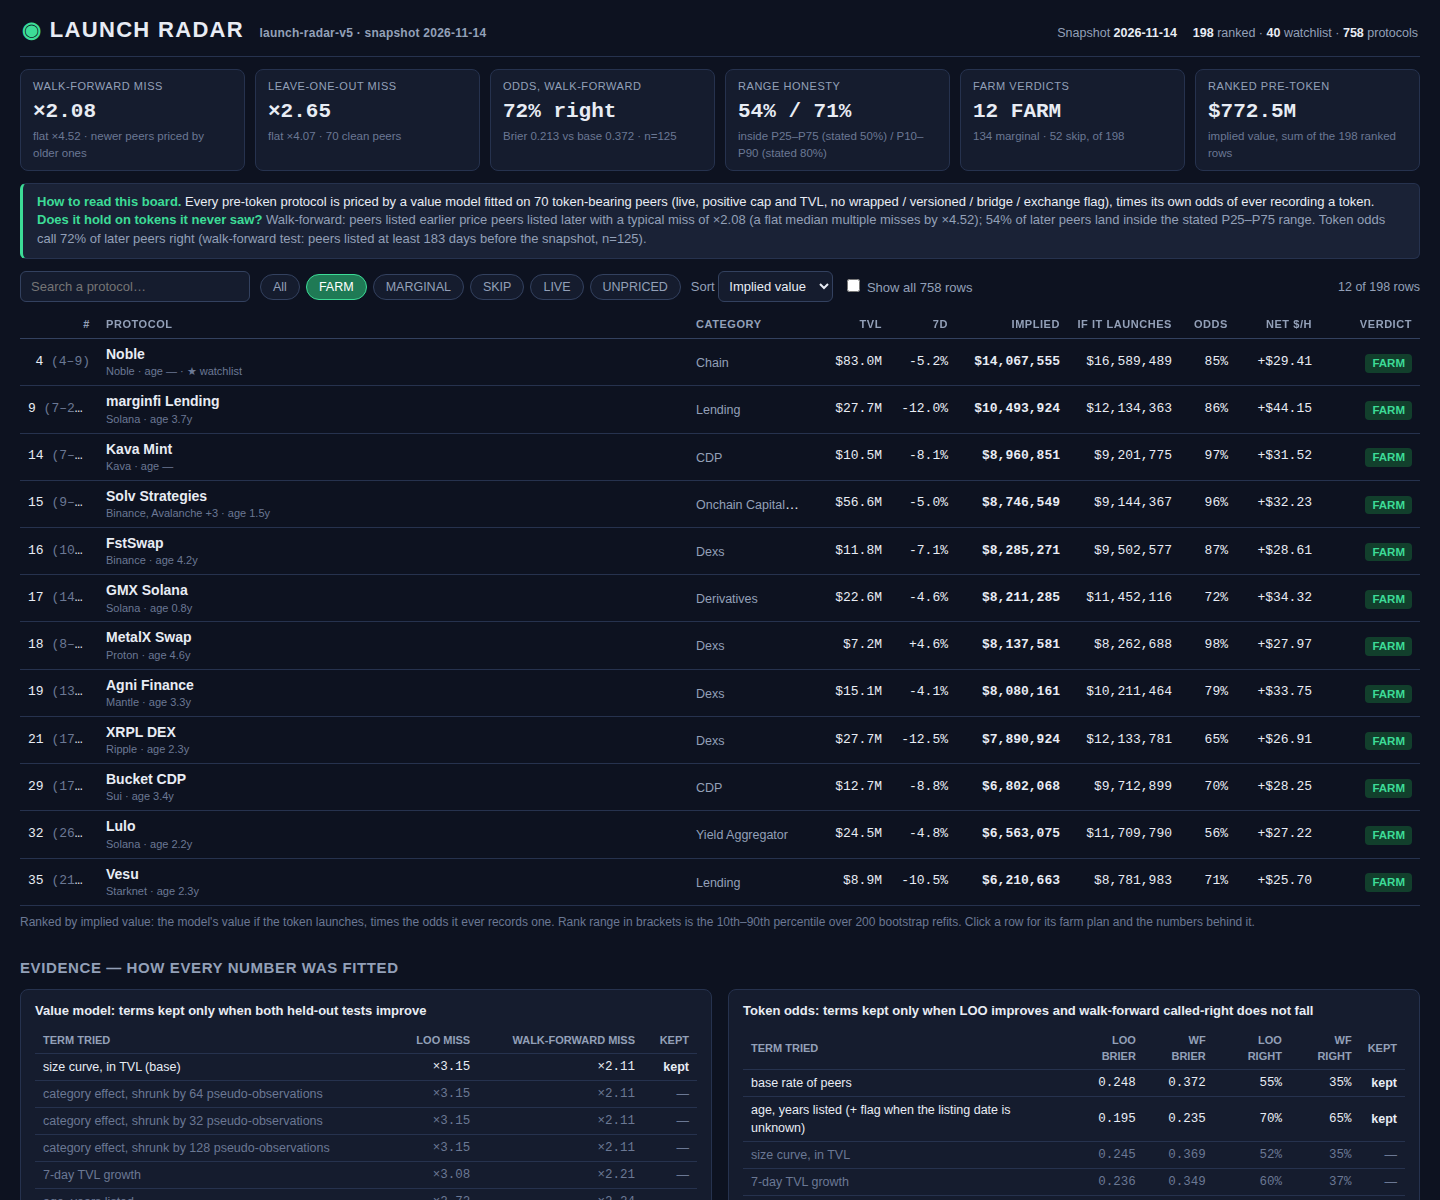 LAUNCH RADAR launch-radar-v5 · snapshot 2026-11-14 Snapshot 2026-11-14 198 ranked · 40 watchlist · 758 protocols
WALK-FORWARD MISS
×2.08
flat ×4.52 · newer peers priced by
older ones
LEAVE-ONE-OUT MISS
×2.65
flat ×4.07 · 70 clean peers
ODDS, WALK-FORWARD
72% right
Brier 0.213 vs base 0.372 · n=125
RANGE HONESTY
54% / 71%
inside P25–P75 (stated 50%) / P10–
P90 (stated 80%)
FARM VERDICTS
12 FARM
134 marginal · 52 skip, of 198
RANKED PRE-TOKEN
$772.5M
implied value, sum of the 198 ranked
rows
How to read this board. Every pre-token protocol is priced by a value model fitted on 70 token-bearing peers (live, positive cap and TVL, no wrapped / versioned / bridge / exchange flag), times its own odds of ever recording a token.
Does it hold on tokens it never saw? Walk-forward: peers listed earlier price peers listed later with a typical miss of ×2.08 (a flat median multiple misses by ×4.52); 54% of later peers land inside the stated P25–P75 range. Token odds
call 72% of later peers right (walk-forward test: peers listed at least 183 days before the snapshot, n=125).
Search a protocol… All FARM MARGINAL SKIP LIVE UNPRICED Sort Implied value Show all 758 rows 12 of 198 rows
# PROTOCOL CATEGORY TVL 7D IMPLIED IF IT LAUNCHES ODDS NET $/H VERDICT
4 (4–9) Noble Chain $83.0M -5.2% $14,067,555 $16,589,489 85% +$29.41 FARM
Noble · age — · ★ watchlist
9 (7–2… marginfi Lending Lending $27.7M -12.0% $10,493,924 $12,134,363 86% +$44.15 FARM
Solana · age 3.7y
14 (7–… Kava Mint CDP $10.5M -8.1% $8,960,851 $9,201,775 97% +$31.52 FARM
Kava · age —
15 (9–… Solv Strategies Onchain Capital… $56.6M -5.0% $8,746,549 $9,144,367 96% +$32.23 FARM
Binance, Avalanche +3 · age 1.5y
16 (10… FstSwap Dexs $11.8M -7.1% $8,285,271 $9,502,577 87% +$28.61 FARM
Binance · age 4.2y
17 (14… GMX Solana Derivatives $22.6M -4.6% $8,211,285 $11,452,116 72% +$34.32 FARM
Solana · age 0.8y
18 (8–… MetalX Swap Dexs $7.2M +4.6% $8,137,581 $8,262,688 98% +$27.97 FARM
Proton · age 4.6y
19 (13… Agni Finance Dexs $15.1M -4.1% $8,080,161 $10,211,464 79% +$33.75 FARM
Mantle · age 3.3y
21 (17… XRPL DEX Dexs $27.7M -12.5% $7,890,924 $12,133,781 65% +$26.91 FARM
Ripple · age 2.3y
29 (17… Bucket CDP CDP $12.7M -8.8% $6,802,068 $9,712,899 70% +$28.25 FARM
Sui · age 3.4y
32 (26… Lulo Yield Aggregator $24.5M -4.8% $6,563,075 $11,709,790 56% +$27.22 FARM
Solana · age 2.2y
35 (21… Vesu Lending $8.9M -10.5% $6,210,663 $8,781,983 71% +$25.70 FARM
Starknet · age 2.3y
Ranked by implied value: the model's value if the token launches, times the odds it ever records one. Rank range in brackets is the 10th–90th percentile over 200 bootstrap refits. Click a row for its farm plan and the numbers behind it.
EVIDENCE — HOW EVERY NUMBER WAS FITTED
Value model: terms kept only when both held-out tests improve
TERM TRIED LOO MISS WALK-FORWARD MISS KEPT
size curve, in TVL (base) ×3.15 ×2.11 kept
category effect, shrunk by 64 pseudo-observations ×3.15 ×2.11 —
category effect, shrunk by 32 pseudo-observations ×3.15 ×2.11 —
category effect, shrunk by 128 pseudo-observations ×3.15 ×2.11 —
7-day TVL growth ×3.08 ×2.21 —
Token odds: terms kept only when LOO improves and walk-forward called-right does not fall
TERM TRIED LOO BRIER WF BRIER LOO RIGHT WF RIGHT KEPT
base rate of peers 0.248 0.372 55% 35% kept
age, years listed (+ flag when the listing date is
unknown) 0.195 0.235 70% 65% kept
size curve, in TVL 0.245 0.369 52% 35% —
7-day TVL growth 0.236 0.349 60% 37% —